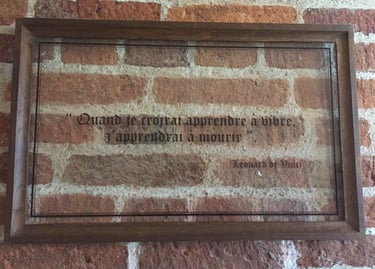 " Quand je croirai apprendre à vivre,
j'apprendrai à mourir ".
Léonard de Vinci